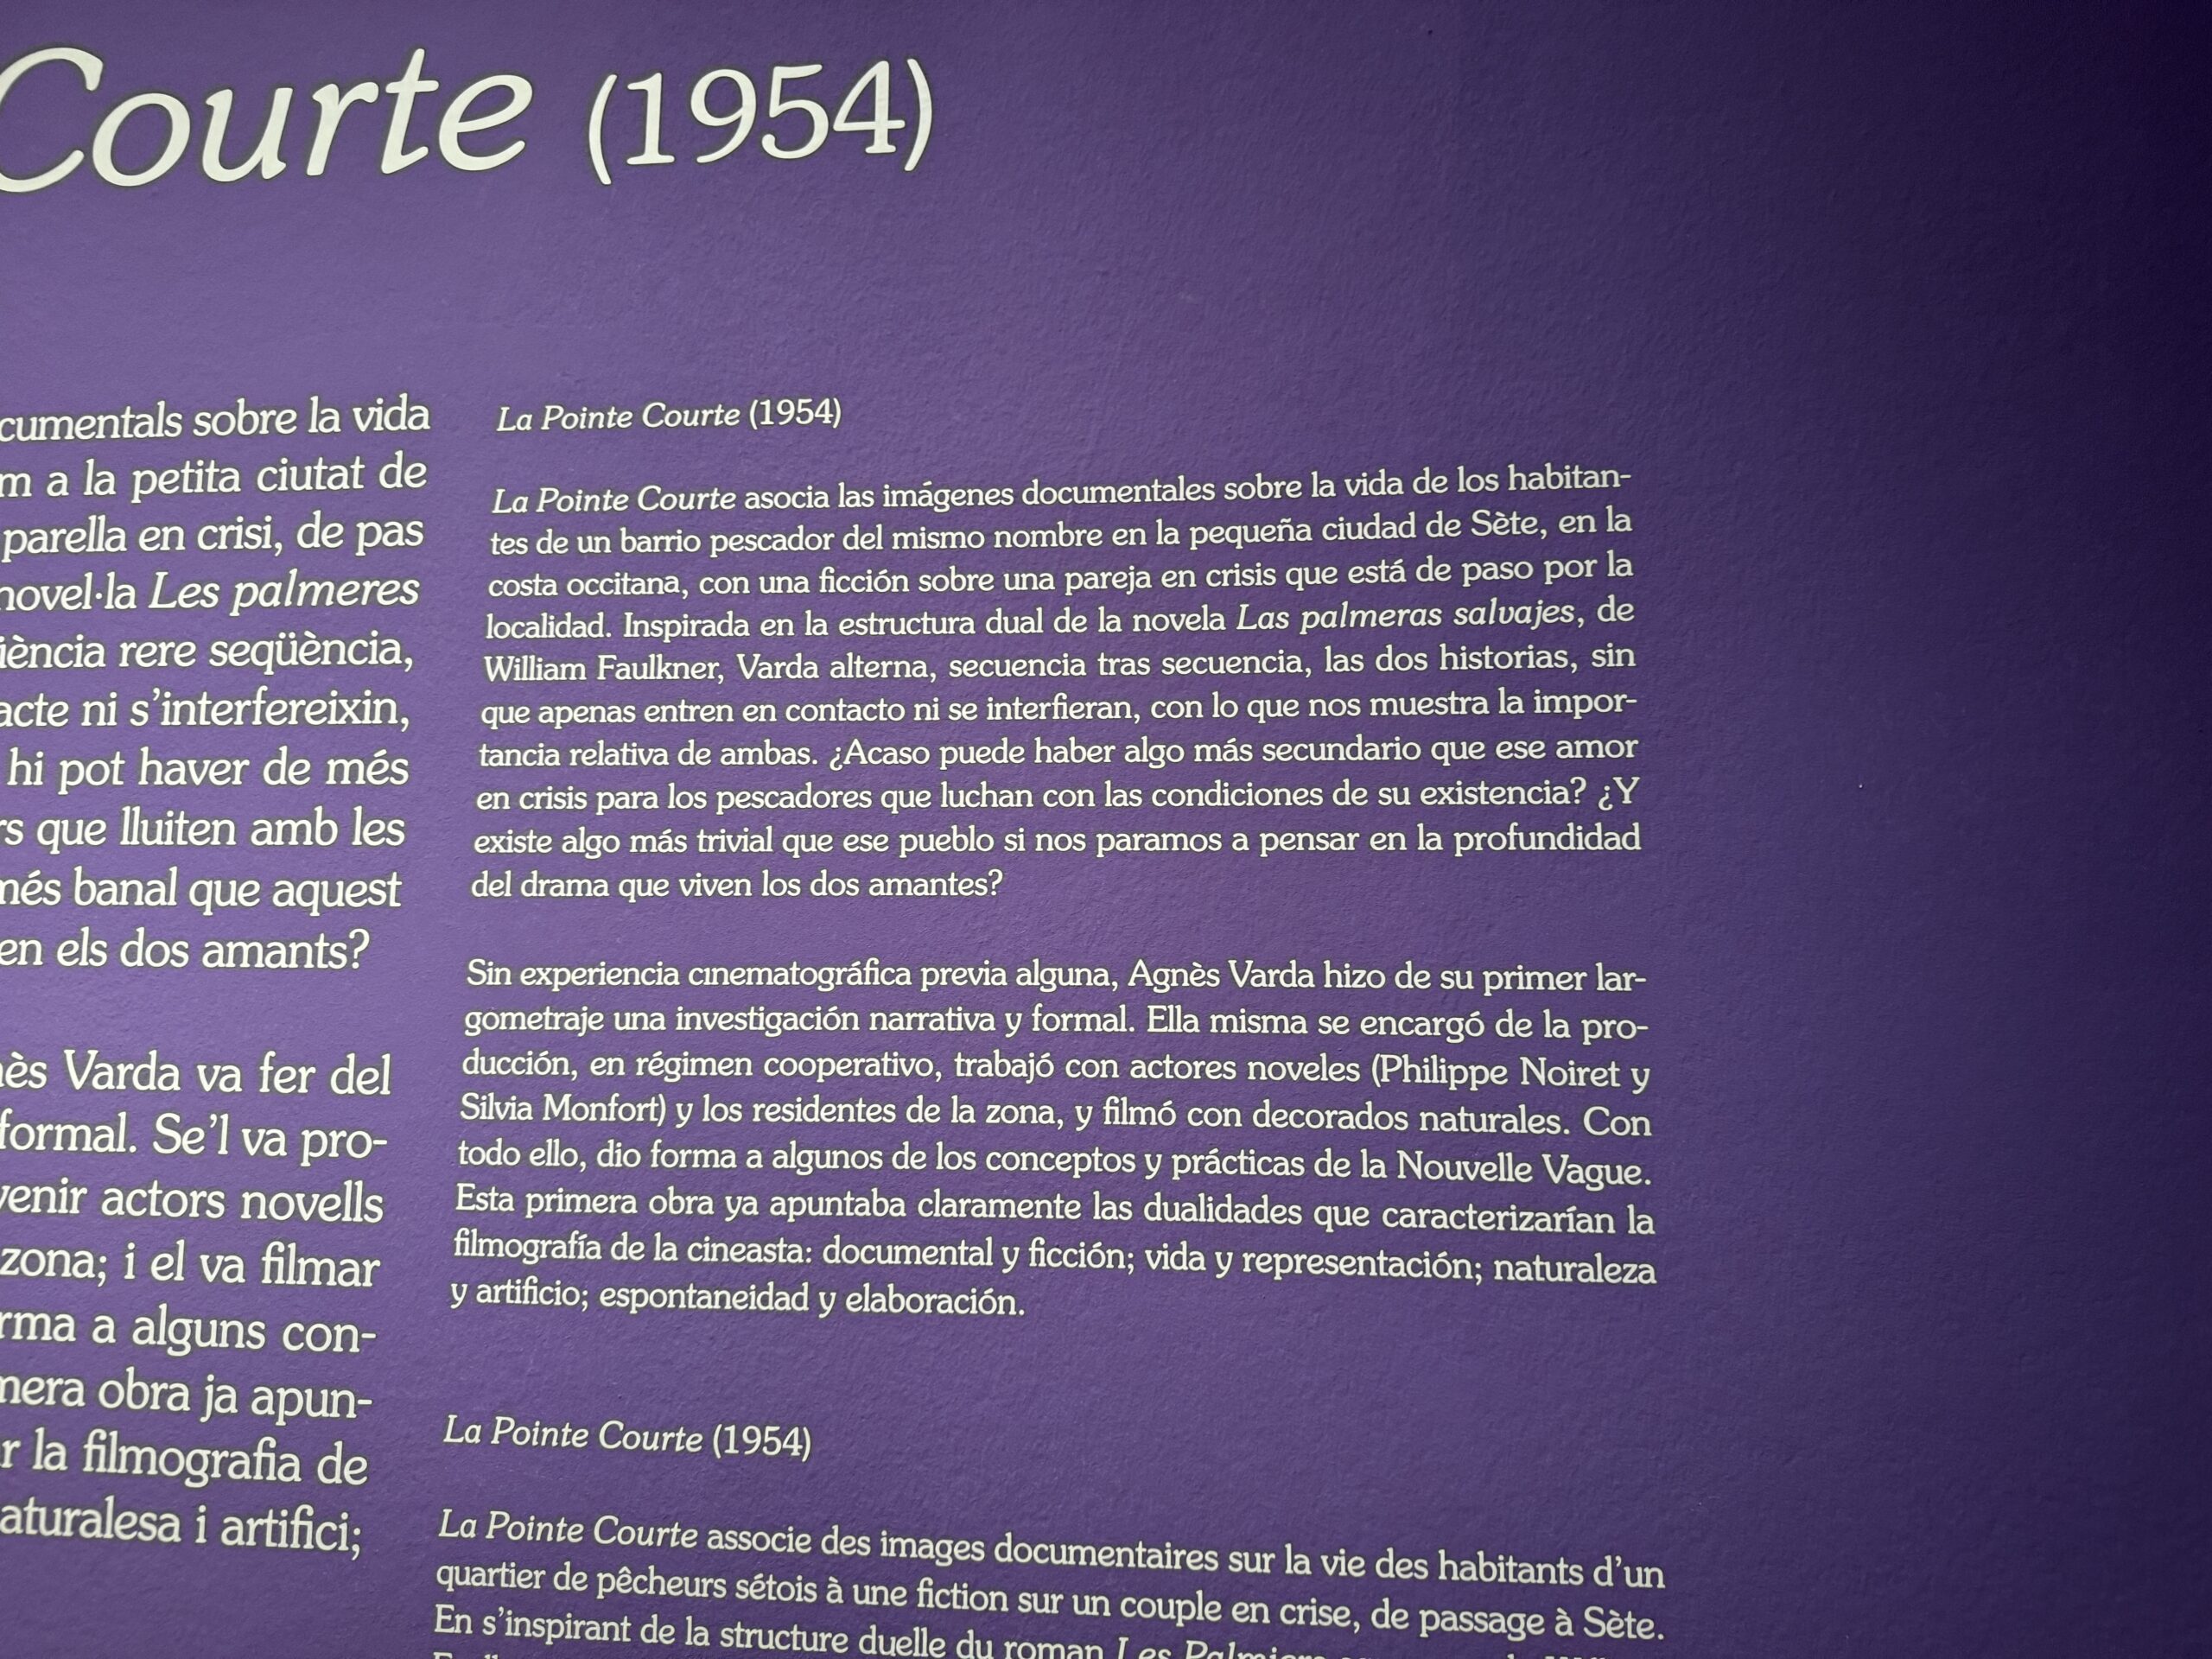 Courte (1954)
cumentals sobre la vida
m a la petita ciutat de
parella en crisi, de pas
novel·la Les palmeres
iència rere seqüència,
acte ni s'interfereixin,
hi pot haver de més
rs que lluiten amb les
més banal que aquest
en els dos amants?
nès Varda va fer del
formal. Se'l va pro-
venir actors novells
zona; i el va filmar
rma a alguns con-
mera obra ja apun-
r la filmografia de
aturalesa i artifici;
La Pointe Courte (1954)
La Pointe Courte asocia las imágenes documentales sobre la vida de los habitan-
tes de un barrio pescador del mismo nombre en la pequeña ciudad de Sète, en la
costa occitana, con una ficción sobre una pareja en crisis que está de paso por la
localidad. Inspirada en la estructura dual de la novela Las palmeras salvajes, de
William Faulkner, Varda alterna, secuencia tras secuencia, las dos historias, sin
que apenas entren en contacto ni se interfieran, con lo que nos muestra la impor-
tancia relativa de ambas. ¿Acaso puede haber algo más secundario que ese amor
en crisis para los pescadores que luchan con las condiciones de su existencia? ¿Y
existe algo más trivial que ese pueblo si nos paramos a pensar en la profundidad
del drama que viven los dos amantes?
Sin experiencia cinematográfica previa alguna, Agnès Varda hizo de su primer lar-
gometraje una investigación narrativa y formal. Ella misma se encargó de la pro-
ducción, en régimen cooperativo, trabajó con actores noveles (Philippe Noiret y
Silvia Monfort) y los residentes de la zona, y filmó con decorados naturales. Con
todo ello, dio forma a algunos de los conceptos y prácticas de la Nouvelle Vague.
Esta primera obra ya apuntaba claramente las dualidades que caracterizarían la
filmografía de la cineasta: documental y ficción; vida y representación; naturaleza
y artificio; espontaneidad y elaboración.
La Pointe Courte (1954)
La Pointe Courte associe des images documentaires sur la vie des habitants d'un
quartier de pêcheurs sétois à une fiction sur un couple en crise, de passage à Sète.
En s'inspirant de la structure duelle du roman Les Palmiers